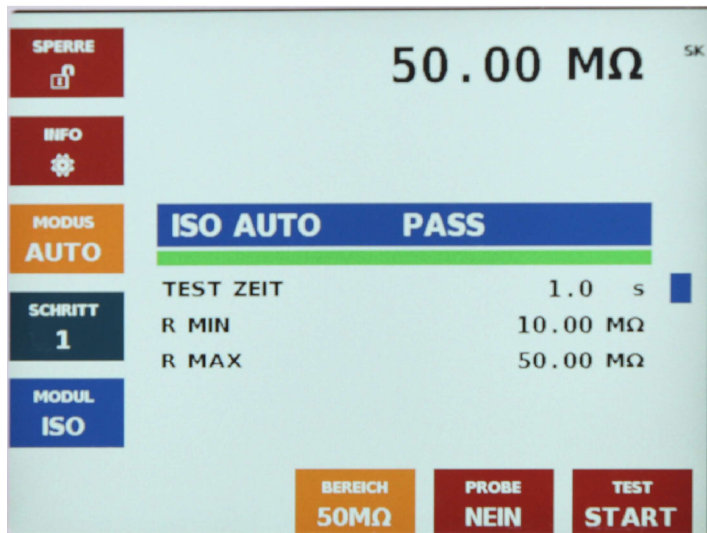 SPERRE
50.00 MΩ
SK
INFO
MODUS
AUTO
ISO AUTO PASS
TEST ZEIT 1.0 s
SCHRITT
1
R MIN 10.00 MΩ
R MAX 50.00 MΩ
MODUL
ISO
BEREICH
50MΩ
PROBE
NEIN
TEST
START